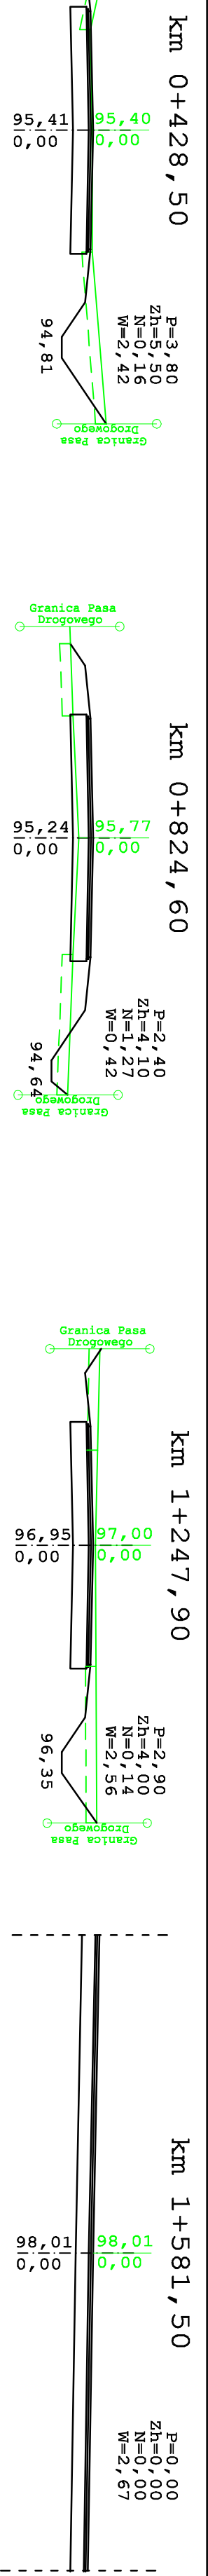 km 0+428,50
P=3,80
Zh=5,50
N=0,16
W=2,42
95,41 95,40
0,00 0,00
94,81
Granica Pasa
Drogowego
km 0+824,60
Granica Pasa
Drogowego
P=2,40
Zh=4,10
N=1,27
W=0,42
95,24 95,77
0,00 0,00
94,64
Granica Pasa
Drogowego
km 1+247,90
Granica Pasa
Drogowego
P=2,90
Zh=4,00
N=0,14
W=2,56
96,95 97,00
0,00 0,00
96,35
Granica Pasa
Drogowego
km 1+581,50
P=0,00
Zh=0,00
N=0,00
W=2,67
98,01 98,01
0,00 0,00